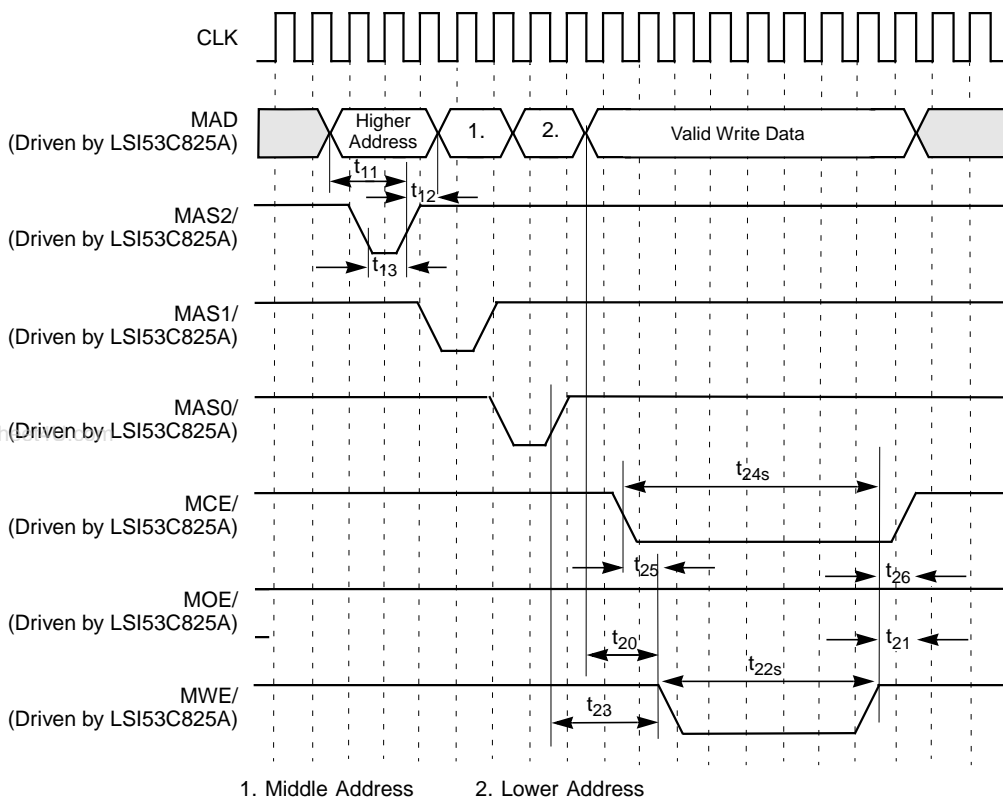 CLK
MAD
(Driven by LSI53C825A)
Higher
Address
1.
2.
Valid Write Data
t11
t12
MAS2/
(Driven by LSI53C825A)
t13
MAS1/
(Driven by LSI53C825A)
MAS0/
(Driven by LSI53C825A)
t24s
MCE/
(Driven by LSI53C825A)
t25
t26
MOE/
(Driven by LSI53C825A)
t20
t21
t22s
MWE/
(Driven by LSI53C825A)
t23
1. Middle Address 2. Lower Address